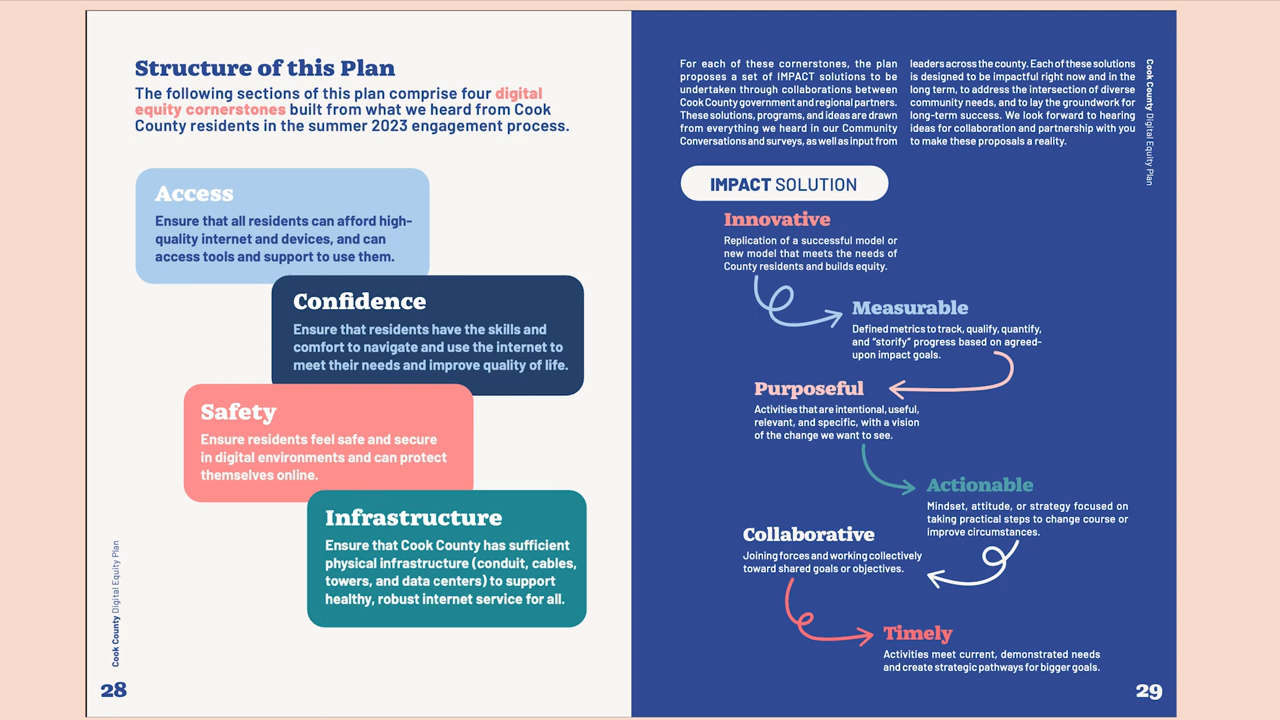 Structure of this Plan
The following sections of this plan comprise four digital
equity cornerstones built from what we heard from Cook
County residents in the summer 2023 engagement process.
Access
Ensure that all residents can afford high-
quality internet and devices, and can
access tools and support to use them.
Confidence
Ensure that residents have the skills and
comfort to navigate and use the internet to
meet their needs and improve quality of life.
Safety
Ensure residents feel safe and secure
in digital environments and can protect
themselves online.
Infrastructure
Ensure that Cook County has sufficient
physical infrastructure (conduit, cables,
towers, and data centers) to support
healthy, robust internet service for all.
Cook County Digital Equity Plan
28
For each of these cornerstones, the plan
proposes a set of IMPACT solutions to be
undertaken through collaborations between
Cook County government and regional partners.
These solutions, programs, and ideas are drawn
from everything we heard in our Community
Conversations and surveys, as well as input from
leaders across the county. Each of these solutions
is designed to be impactful right now and in the
long term, to address the intersection of diverse
community needs, and to lay the groundwork for
long-term success. We look forward to hearing
ideas for collaboration and partnership with you
to make these proposals a reality.
Cook County Digital Equity Plan
IMPACT SOLUTION
Innovative
Replication of a successful model or
new model that meets the needs of
County residents and builds equity.
Measurable
Defined metrics to track, qualify, quantify,
and “storify” progress based on agreed-
upon impact goals.
Purposeful
Activities that are intentional, useful,
relevant, and specific, with a vision
of the change we want to see.
Actionable
Mindset, attitude, or strategy focused on
taking practical steps to change course or
improve circumstances.
Collaborative
Joining forces and working collectively
toward shared goals or objectives.
Timely
Activities meet current, demonstrated needs
and create strategic pathways for bigger goals.
29